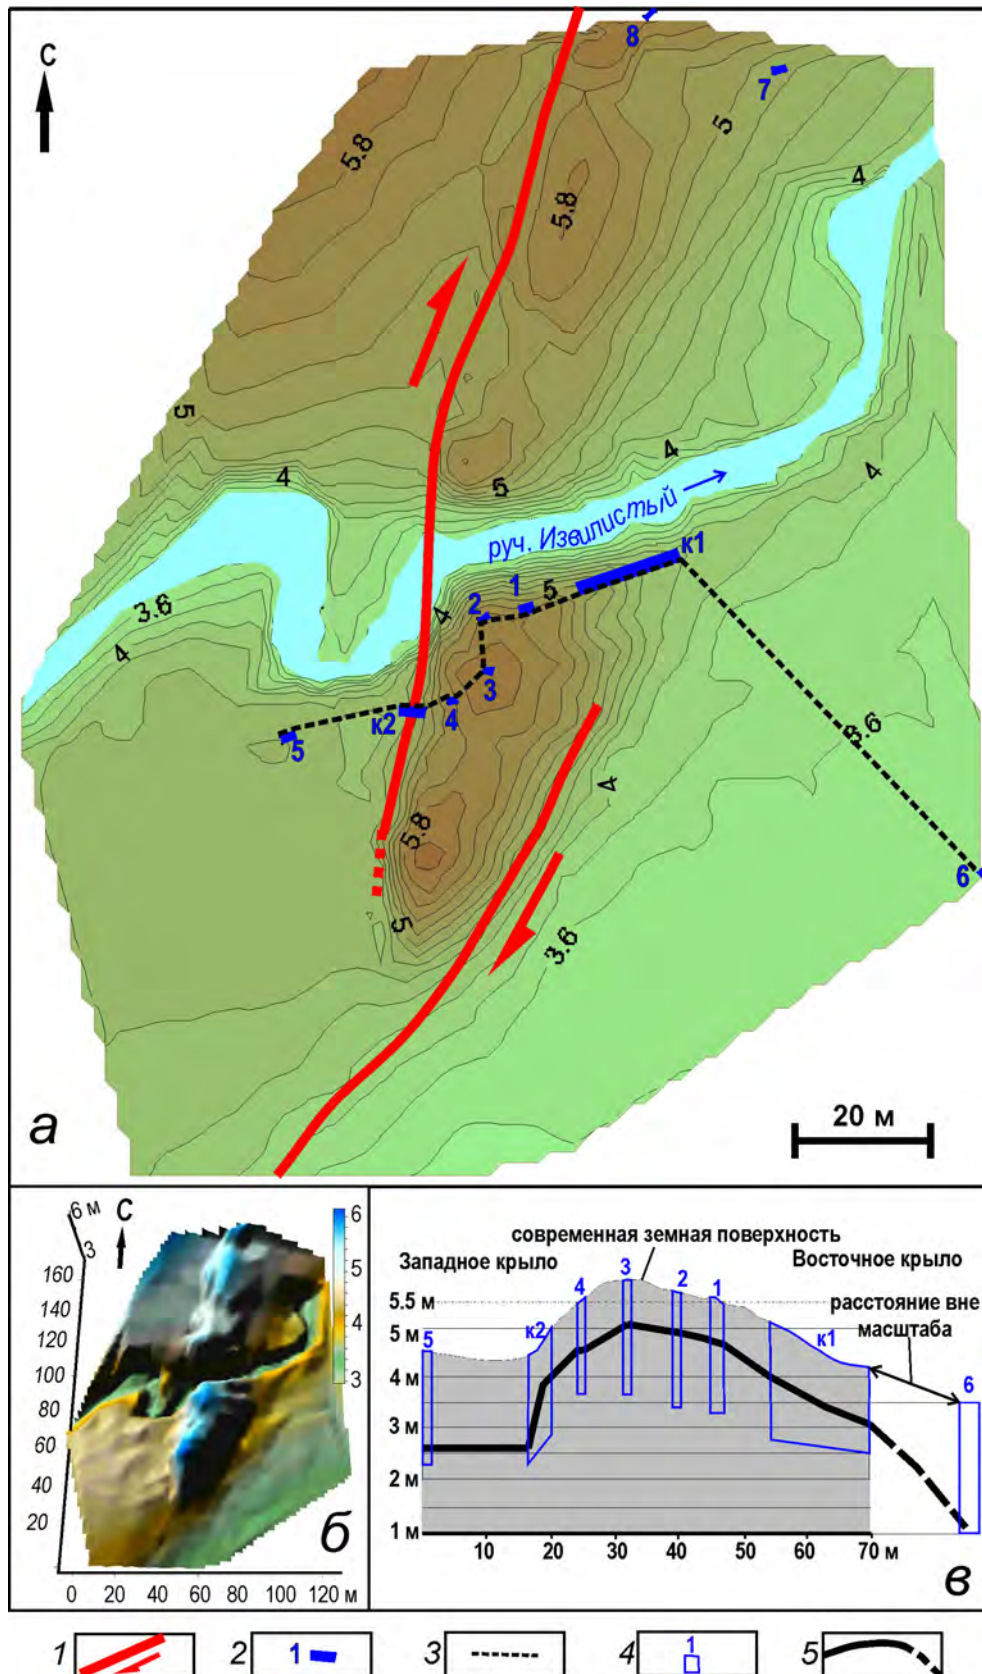 С
8
7
5
5.8
4
5.8
5
4
4
5
4
руч. Извилистый
к1
3.6
1
5
2
4
4
3
к2
4
5
3.6
4
5.8
6
5
3.6
20 м
а
6 м
С
3
6
5
4
3
160
140
120
100
80
60
40
20
0 20 40 60 80 100 120 м
б
современная земная поверхность
Западное крыло
Восточное крыло
расстояние вне
масштаба
5.5 м
5 м
4 м
3 м
2 м
1 м
5
к2
4
3
2
1
к1
6
10 20 30 40 50 60 70 м
в
1
2 1
3
4 1
5